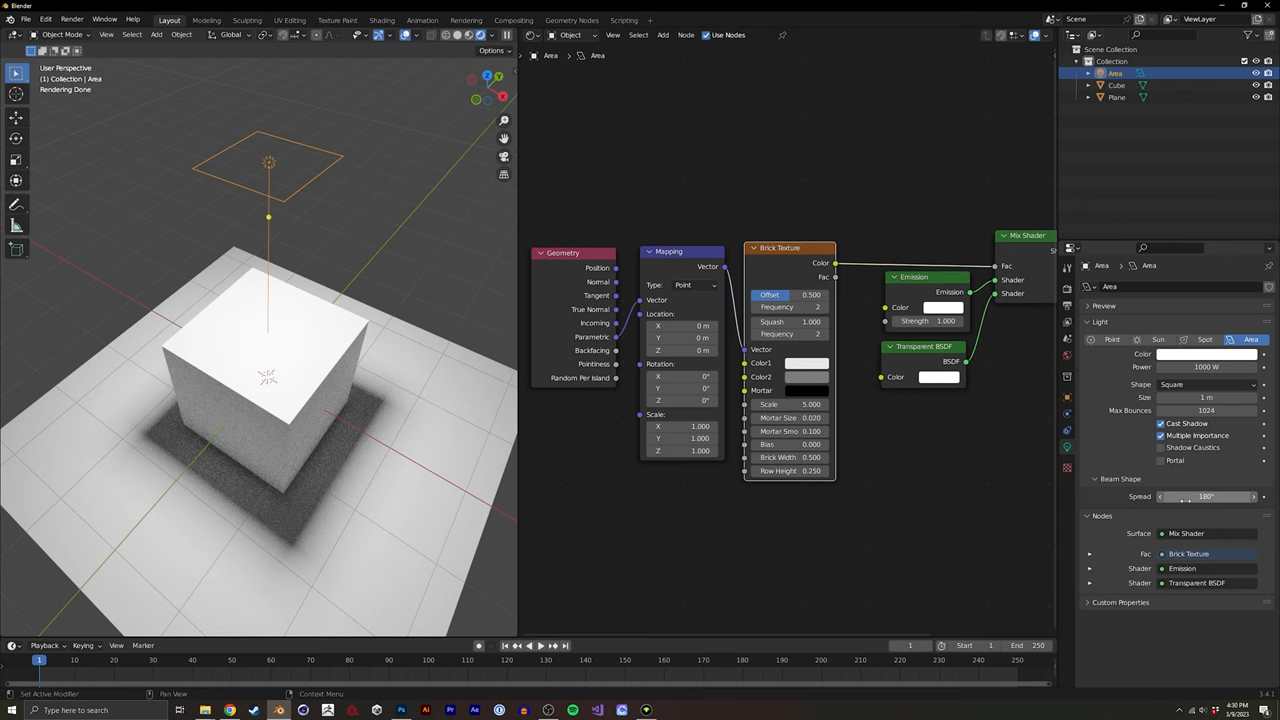 Blender
File Edit Render Window Help Layout Modeling Sculpting UV Editing Texture Paint Shading Animation Rendering Compositing Geometry Nodes Scripting +
Scene ViewLayer
Object Mode View Select Add Object Global
Object View Select Add Node Use Nodes
Options
Area > Area
User Perspective
(1) Collection | Area
Rendering Done
Z
Y
X
Scene Collection
Collection
Area
Cube
Plane
Geometry
Position
Normal
Tangent
True Normal
Incoming
Parametric
Backfacing
Pointiness
Random Per Island
Mapping
Vector
Type: Point
Vector
Location:
X 0 m
Y 0 m
Z 0 m
Rotation:
X 0°
Y 0°
Z 0°
Scale:
X 1.000
Y 1.000
Z 1.000
Brick Texture
Color
Fac
Offset 0.500
Frequency 2
Squash 1.000
Frequency 2
Vector
Color1
Color2
Mortar
Scale 5.000
Mortar Size 0.020
Mortar Smo 0.100
Bias 0.000
Brick Width 0.500
Row Height 0.250
Emission
Emission
Color
Strength 1.000
Transparent BSDF
BSDF
Color
Mix Shader
Fac
Shader
Shader
Area > Area
Area
Preview
Light
Point Sun Spot Area
Color
Power 1000 W
Shape Square
Size 1 m
Max Bounces 1024
Cast Shadow
Multiple Importance
Shadow Caustics
Portal
Beam Shape
Spread 180°
Nodes
Surface Mix Shader
Fac Brick Texture
Shader Emission
Shader Transparent BSDF
Custom Properties
Playback Keying View Marker 1 Start 1 End 250
1 10 20 30 40 50 60 70 80 90 100 110 120 130 140 150 160 170 180 190 200 210 220 230 240 250
Set Active Modifier Pan View Context Menu 3.4.1
Type here to search
4:30 PM
3/9/2023